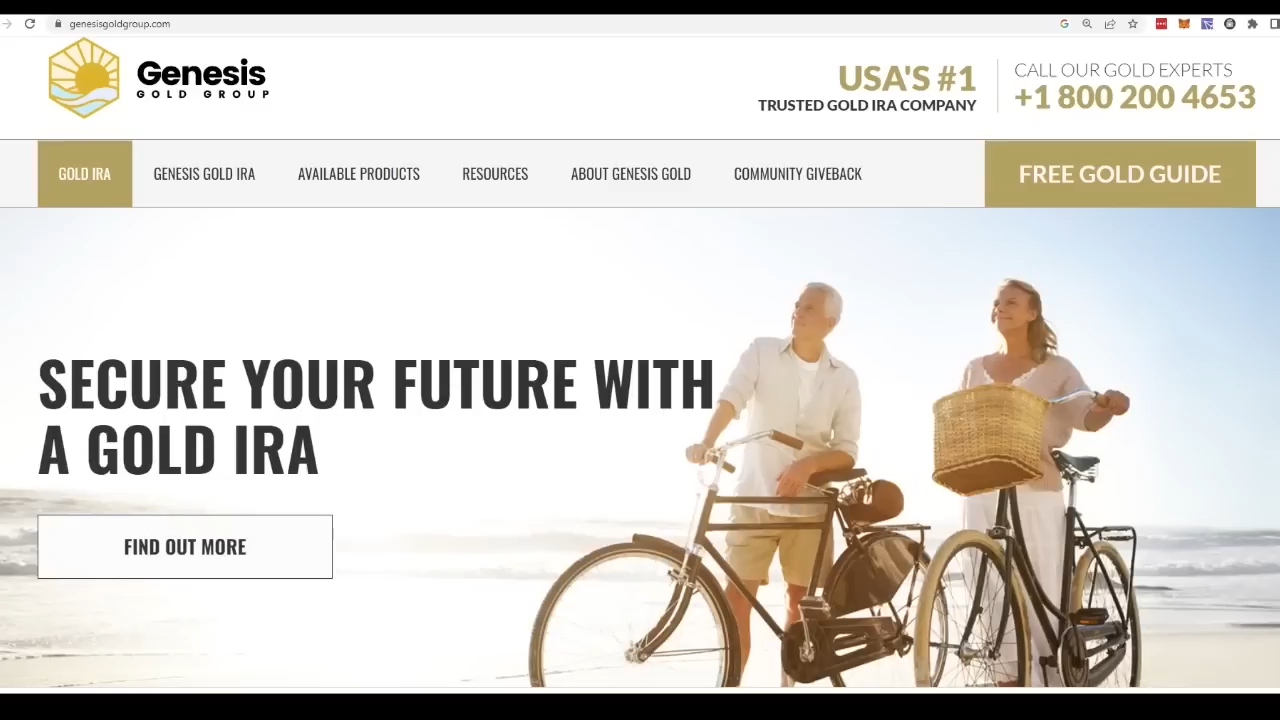 genesisgoldgroup.com
Genesis
GOLD GROUP
USA'S #1
TRUSTED GOLD IRA COMPANY
CALL OUR GOLD EXPERTS
+1 800 200 4653
GOLD IRA
GENESIS GOLD IRA
AVAILABLE PRODUCTS
RESOURCES
ABOUT GENESIS GOLD
COMMUNITY GIVEBACK
FREE GOLD GUIDE
SECURE YOUR FUTURE WITH
A GOLD IRA
FIND OUT MORE